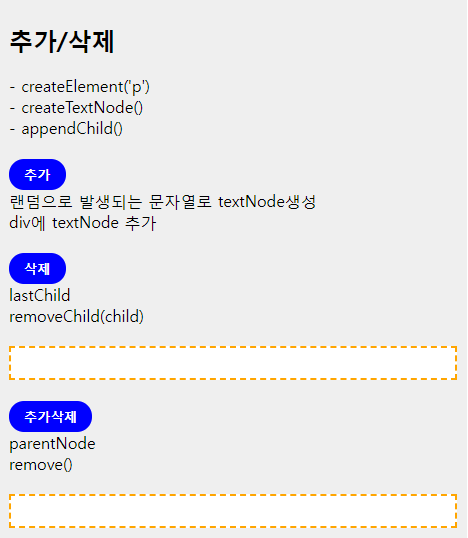 추가/삭제
- createElement('p')
- createTextNode()
- appendChild()
추가
랜덤으로 발생되는 문자열로 textNode생성
div에 textNode 추가
삭제
lastChild
removeChild(child)
추가삭제
parentNode
remove()